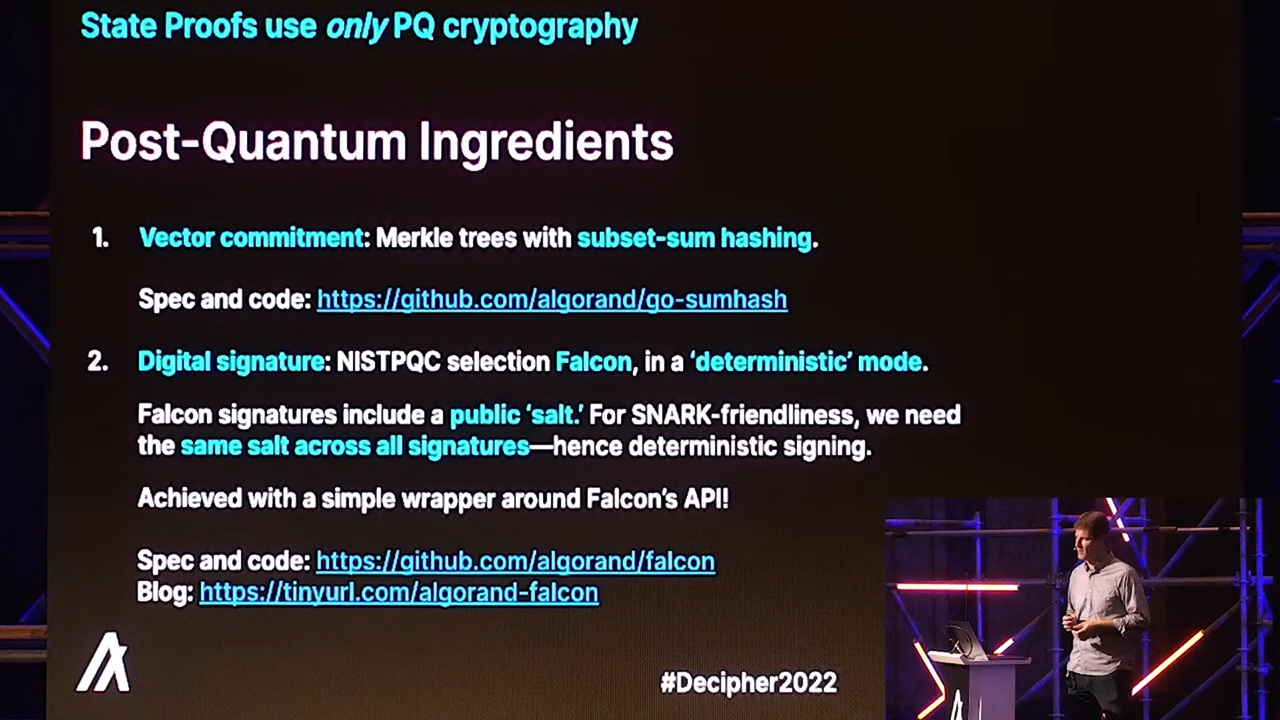 State Proofs use only PQ cryptography
Post-Quantum Ingredients
1. Vector commitment: Merkle trees with subset-sum hashing.
Spec and code: https://github.com/algorand/go-sumhash
2. Digital signature: NISTPQC selection Falcon, in a ‘deterministic’ mode.
Falcon signatures include a public ‘salt.’ For SNARK-friendliness, we need
the same salt across all signatures—hence deterministic signing.
Achieved with a simple wrapper around Falcon’s API!
Spec and code: https://github.com/algorand/falcon
Blog: https://tinyurl.com/algorand-falcon
#Decipher2022